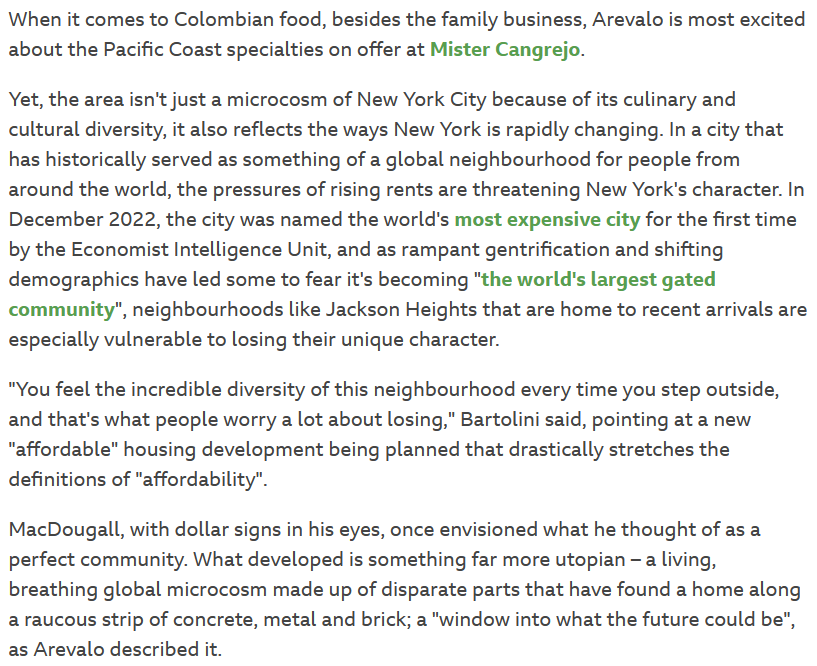 When it comes to Colombian food, besides the family business, Arevalo is most excited
about the Pacific Coast specialties on offer at Mister Cangrejo.
Yet, the area isn't just a microcosm of New York City because of its culinary and
cultural diversity, it also reflects the ways New York is rapidly changing. In a city that
has historically served as something of a global neighbourhood for people from
around the world, the pressures of rising rents are threatening New York's character. In
December 2022, the city was named the world's most expensive city for the first time
by the Economist Intelligence Unit, and as rampant gentrification and shifting
demographics have led some to fear it's becoming "the world's largest gated
community", neighbourhoods like Jackson Heights that are home to recent arrivals are
especially vulnerable to losing their unique character.
"You feel the incredible diversity of this neighbourhood every time you step outside,
and that's what people worry a lot about losing," Bartolini said, pointing at a new
"affordable" housing development being planned that drastically stretches the
definitions of "affordability".
MacDougall, with dollar signs in his eyes, once envisioned what he thought of as a
perfect community. What developed is something far more utopian – a living,
breathing global microcosm made up of disparate parts that have found a home along
a raucous strip of concrete, metal and brick; a "window into what the future could be",
as Arevalo described it.